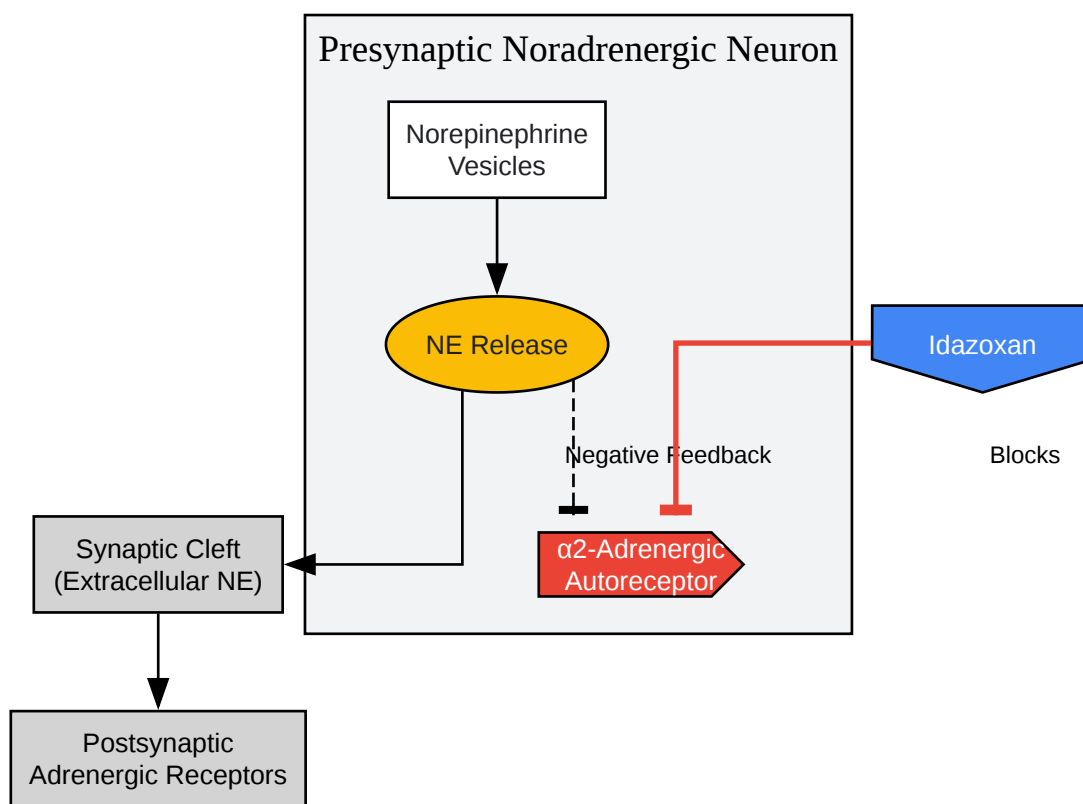 Presynaptic Noradrenergic Neuron
Norepinephrine
Vesicles
NE Release
Idazoxan
Negative Feedback
Blocks
α2-Adrenergic
Autoreceptor
Synaptic Cleft
(Extracellular NE)
Postsynaptic
Adrenergic Receptors